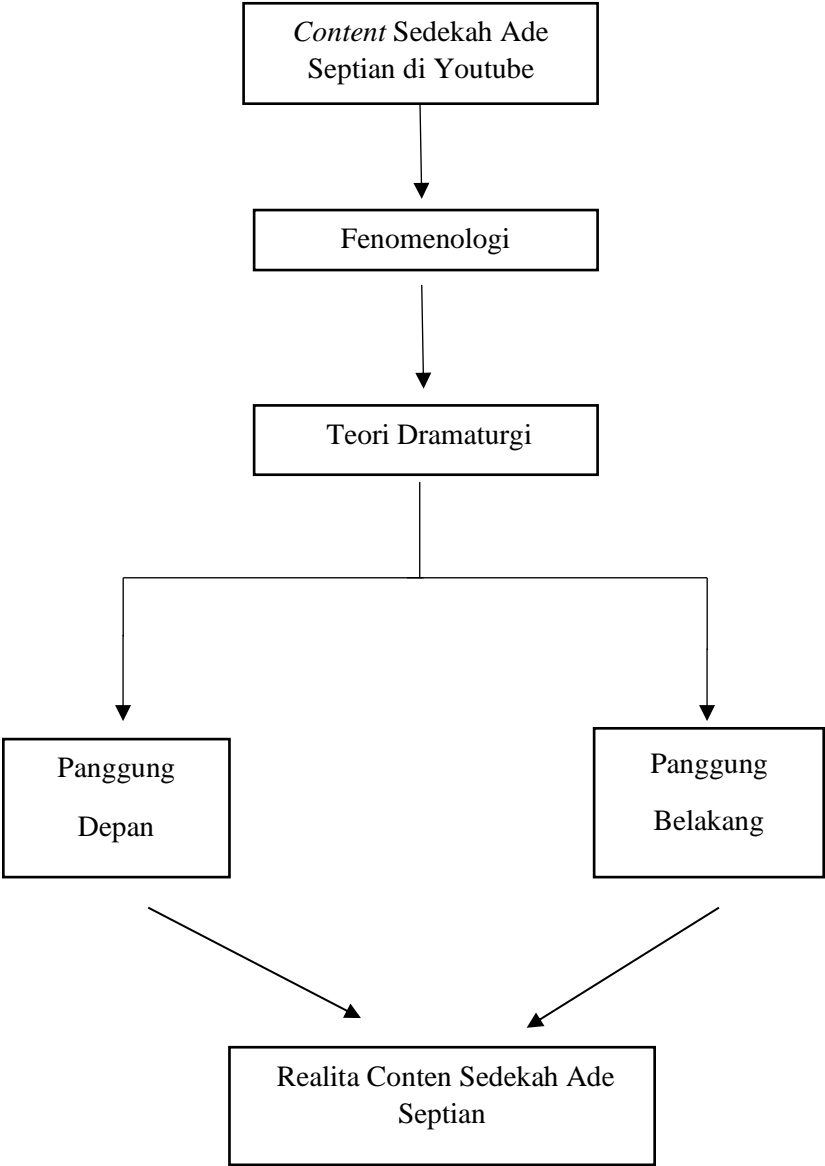 Content Sedekah Ade
Septian di Youtube
Fenomenologi
Teori Dramaturgi
Panggung
Depan
Panggung
Belakang
Realita Conten Sedekah Ade
Septian